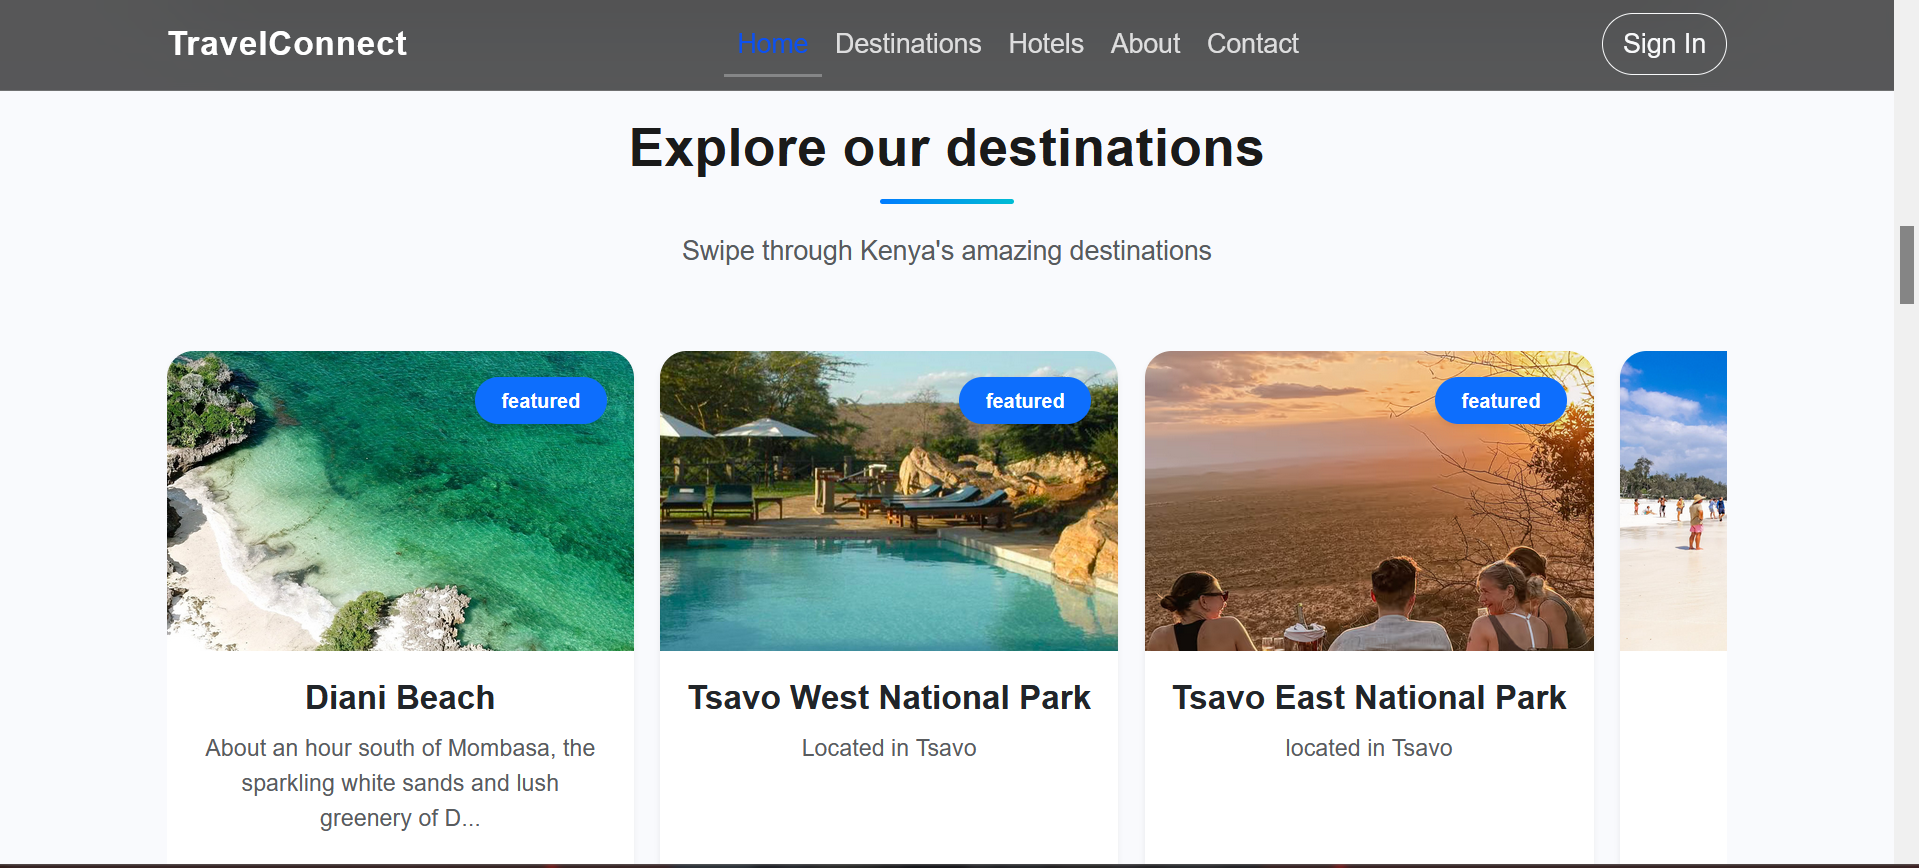 TravelConnect
Home
Destinations
Hotels
About
Contact
Sign In
Explore our destinations
Swipe through Kenya's amazing destinations
featured
featured
featured
Diani Beach
About an hour south of Mombasa, the
sparkling white sands and lush
greenery of D...
Tsavo West National Park
Located in Tsavo
Tsavo East National Park
located in Tsavo